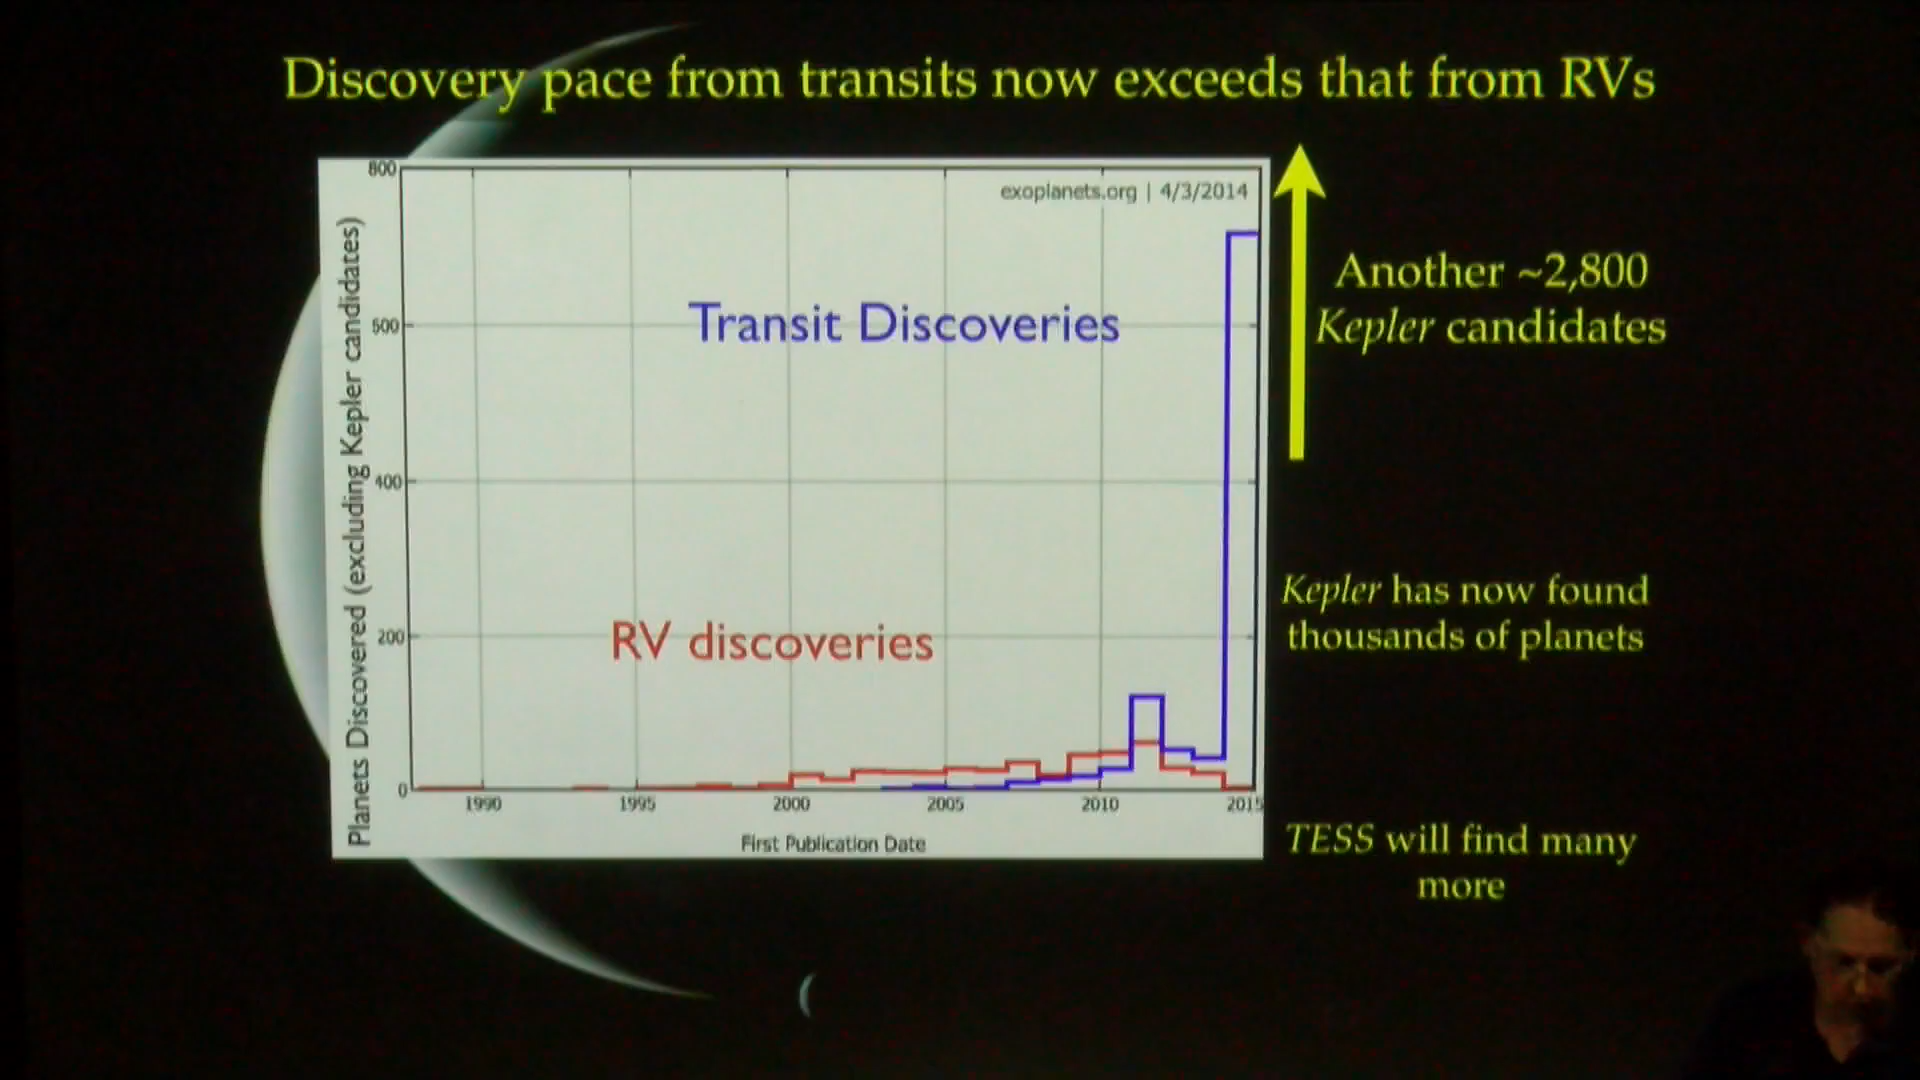 Discovery pace from transits now exceeds that from RVs
exoplanets.org | 4/3/2014
Planets Discovered (excluding Kepler candidates)
800
600
400
200
0
Transit Discoveries
RV discoveries
1990
1995
2000
2005
2010
2015
First Publication Date
Another ~2,800
Kepler candidates
Kepler has now found
thousands of planets
TESS will find many
more